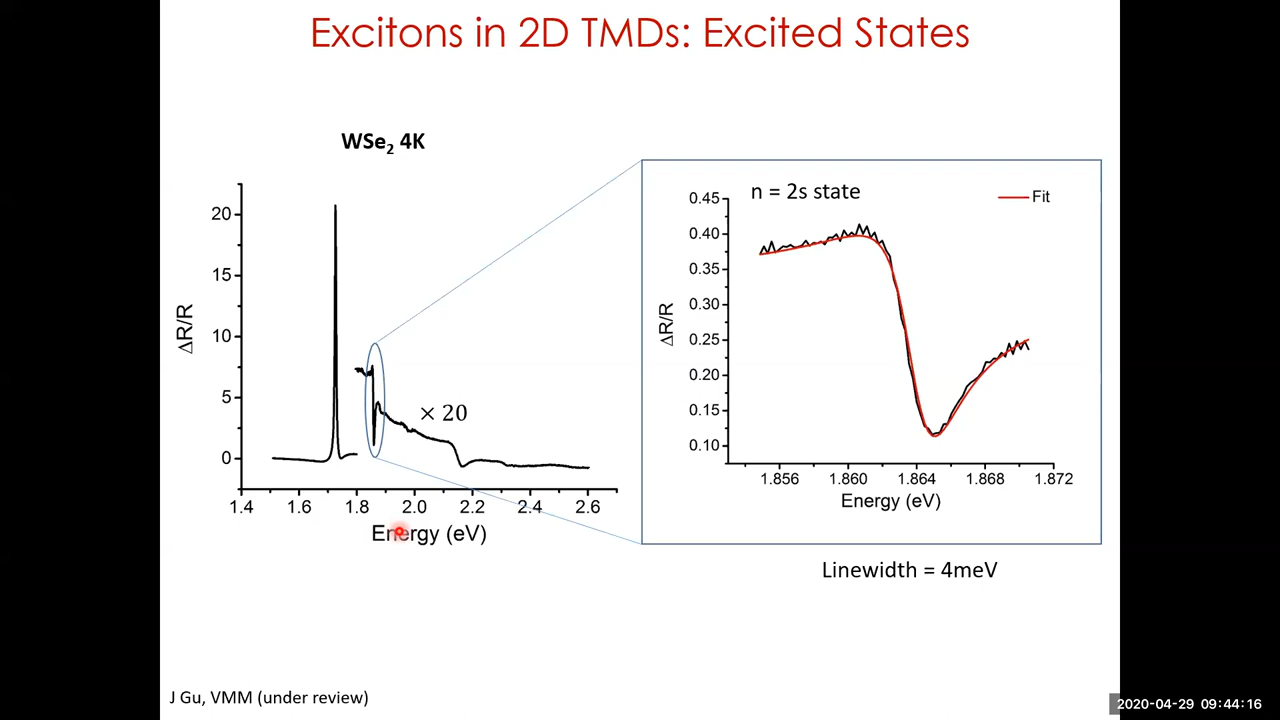 Excitons in 2D TMDs: Excited States
WSe₂ 4K
ΔR/R
20
15
10
5
0
× 20
1.4 1.6 1.8 2.0 2.2 2.4 2.6
Energy (eV)
n = 2s state
Fit
ΔR/R
0.45
0.40
0.35
0.30
0.25
0.20
0.15
0.10
1.856 1.860 1.864 1.868 1.872
Energy (eV)
Linewidth = 4meV
J Gu, VMM (under review)
2020-04-29 09:44:16